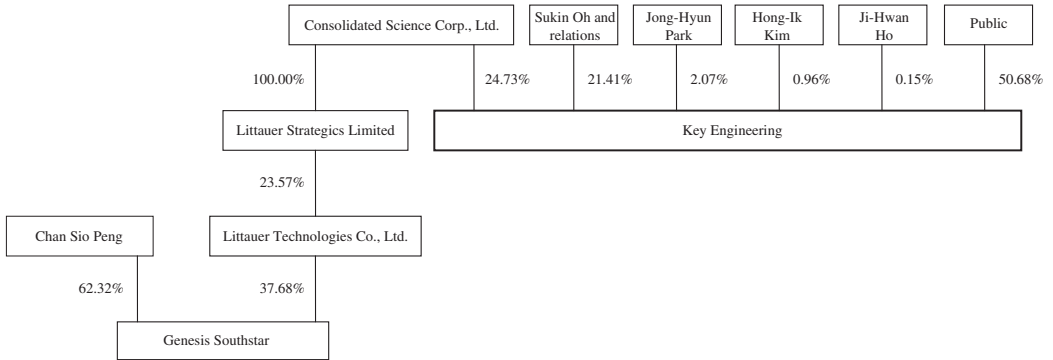 Consolidated Science Corp., Ltd.
Sukin Oh and
relations
Jong-Hyun
Park
Hong-Ik
Kim
Ji-Hwan
Ho
Public
100.00%
24.73%
21.41%
2.07%
0.96%
0.15%
50.68%
Littauer Strategics Limited
Key Engineering
23.57%
Chan Sio Peng
Littauer Technologies Co., Ltd.
62.32%
37.68%
Genesis Southstar